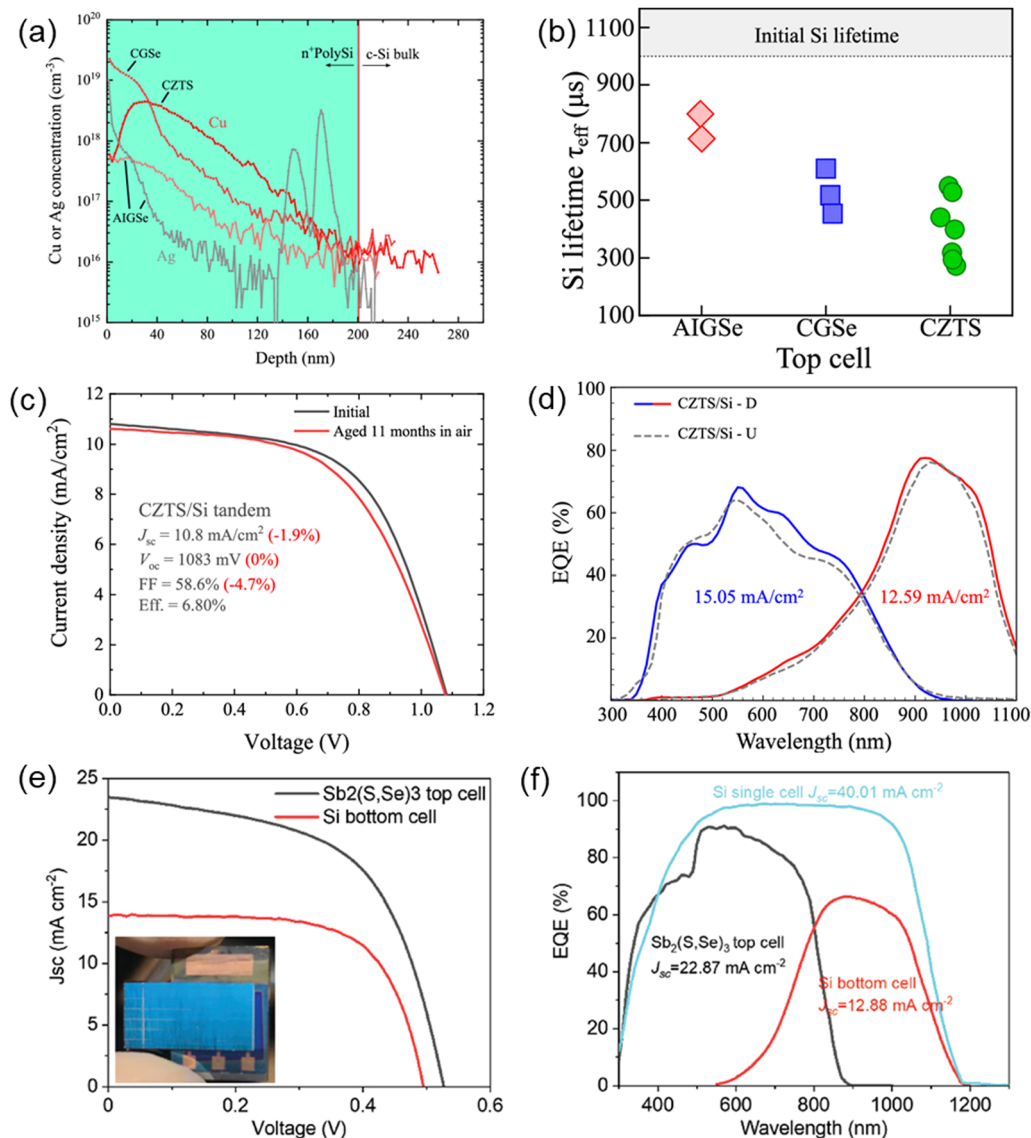 (a)
10²⁰
10¹⁹
10¹⁸
10¹⁷
10¹⁶
10¹⁵
Cu or Ag concentration (cm⁻³)
CGSe
CZTS
n⁺PolySi
c-Si bulk
Cu
AIGSe
Ag
0 40 80 120 160 200 240 280
Depth (nm)
(b)
1100
900
700
500
300
100
Si lifetime τeff (μs)
Initial Si lifetime
AIGSe CGSe CZTS
Top cell
(c)
12
10
8
6
4
2
0
Current density (mA/cm²)
Initial
Aged 11 months in air
CZTS/Si tandem
Jsc = 10.8 mA/cm² (-1.9%)
Voc = 1083 mV (0%)
FF = 58.6% (-4.7%)
Eff. = 6.80%
0.0 0.2 0.4 0.6 0.8 1.0 1.2
Voltage (V)
(d)
100
80
60
40
20
EQE (%)
CZTS/Si - D
CZTS/Si - U
15.05 mA/cm²
12.59 mA/cm²
300 400 500 600 700 800 900 1000 1100
Wavelength (nm)
(e)
25
20
15
10
5
0
Jsc (mA cm⁻²)
Sb2(S,Se)3 top cell
Si bottom cell
0 0.2 0.4 0.6
Voltage (V)
(f)
100
80
60
40
20
0
EQE (%)
Si single cell Jsc=40.01 mA cm⁻²
Sb₂(S,Se)₃ top cell
Jsc=22.87 mA cm⁻²
Si bottom cell
Jsc=12.88 mA cm⁻²
400 600 800 1000 1200
Wavelength (nm)